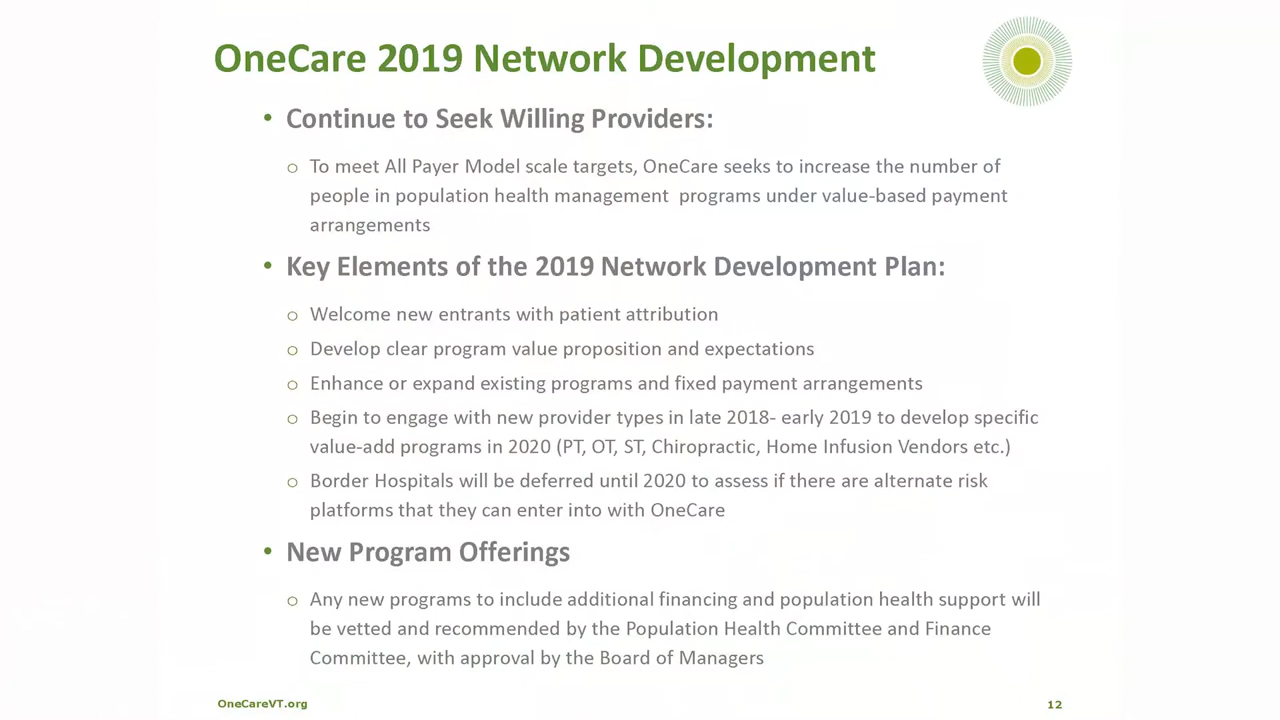 OneCare 2019 Network Development
• Continue to Seek Willing Providers:
o To meet All Payer Model scale targets, OneCare seeks to increase the number of
people in population health management programs under value-based payment
arrangements
• Key Elements of the 2019 Network Development Plan:
o Welcome new entrants with patient attribution
o Develop clear program value proposition and expectations
o Enhance or expand existing programs and fixed payment arrangements
o Begin to engage with new provider types in late 2018- early 2019 to develop specific
value-add programs in 2020 (PT, OT, ST, Chiropractic, Home Infusion Vendors etc.)
o Border Hospitals will be deferred until 2020 to assess if there are alternate risk
platforms that they can enter into with OneCare
• New Program Offerings
o Any new programs to include additional financing and population health support will
be vetted and recommended by the Population Health Committee and Finance
Committee, with approval by the Board of Managers
OneCareVT.org
12